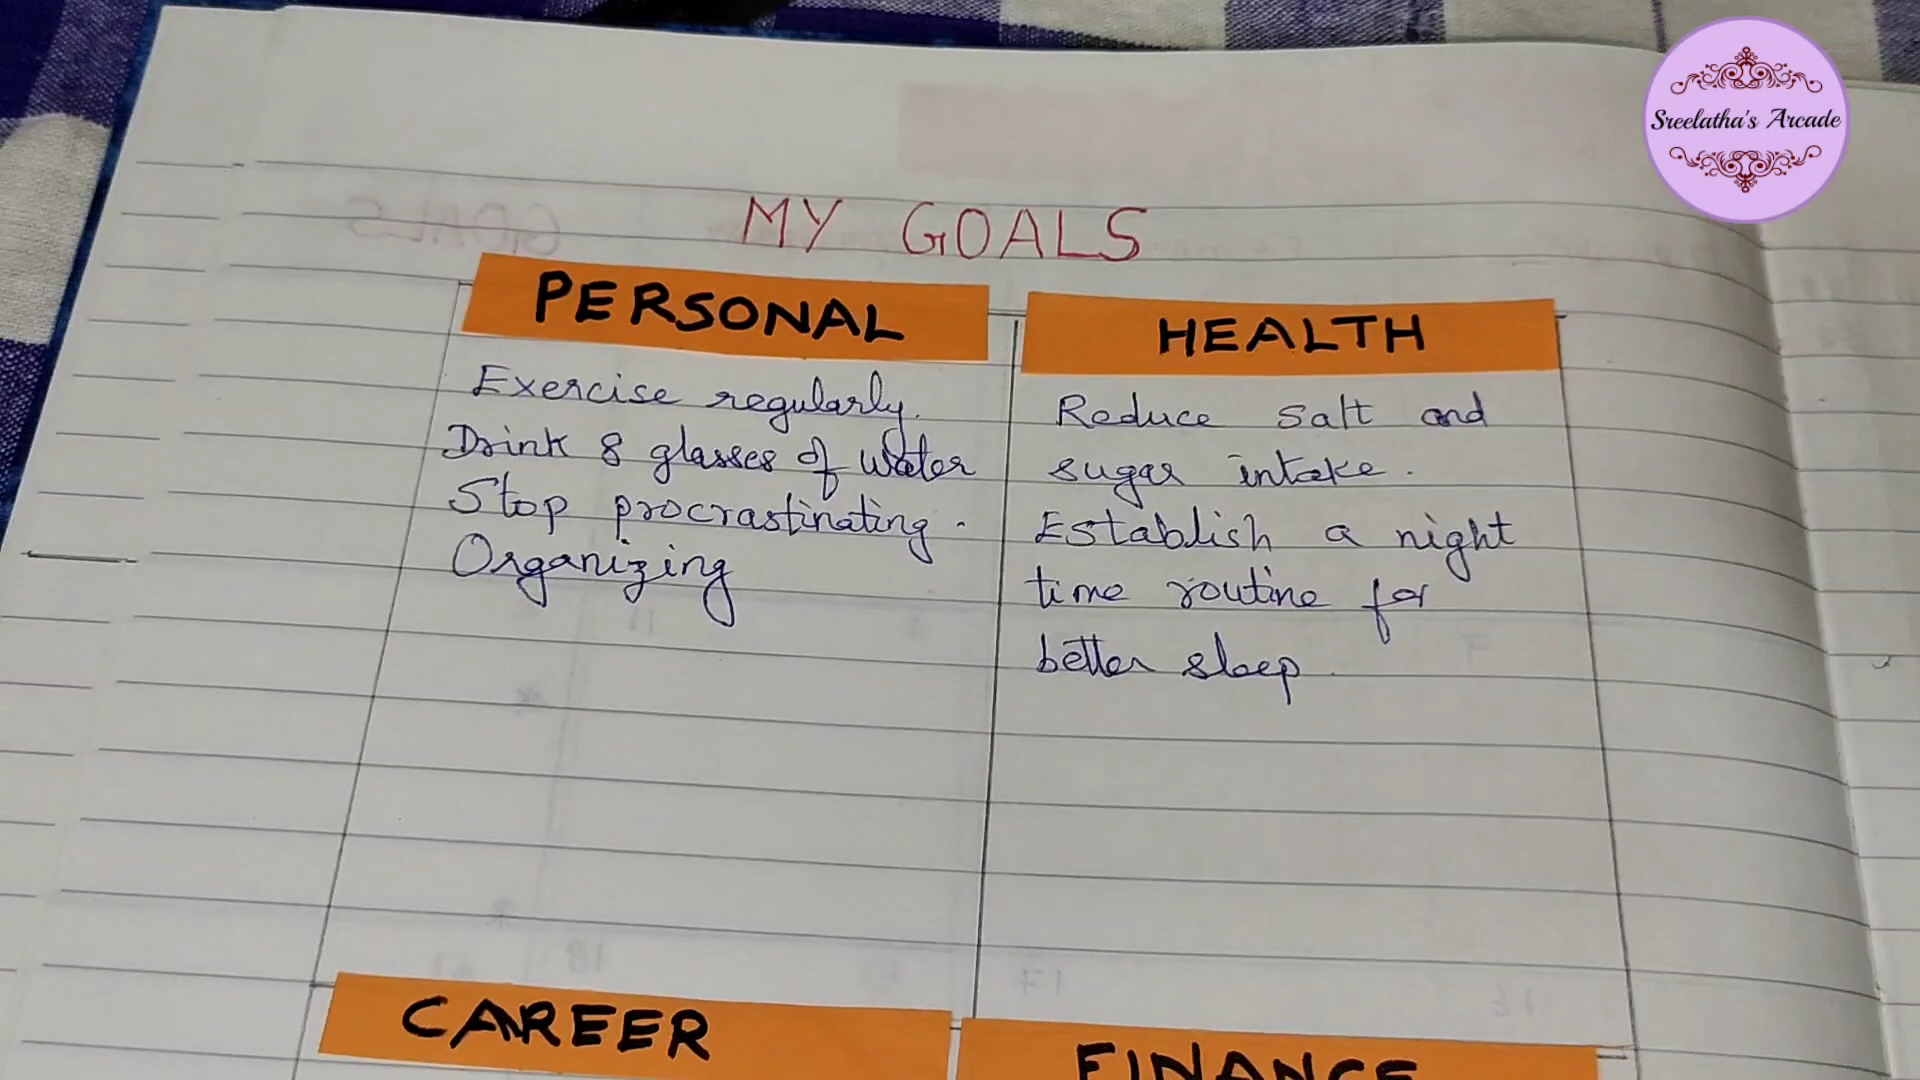 Sreelatha's Arcade
MY GOALS
PERSONAL
Exercise regularly.
Drink 8 glasses of water
Stop procrastinating.
Organizing
HEALTH
Reduce salt and
sugar intake.
Establish a night
time routine for
better sleep.
CAREER
FINANCE